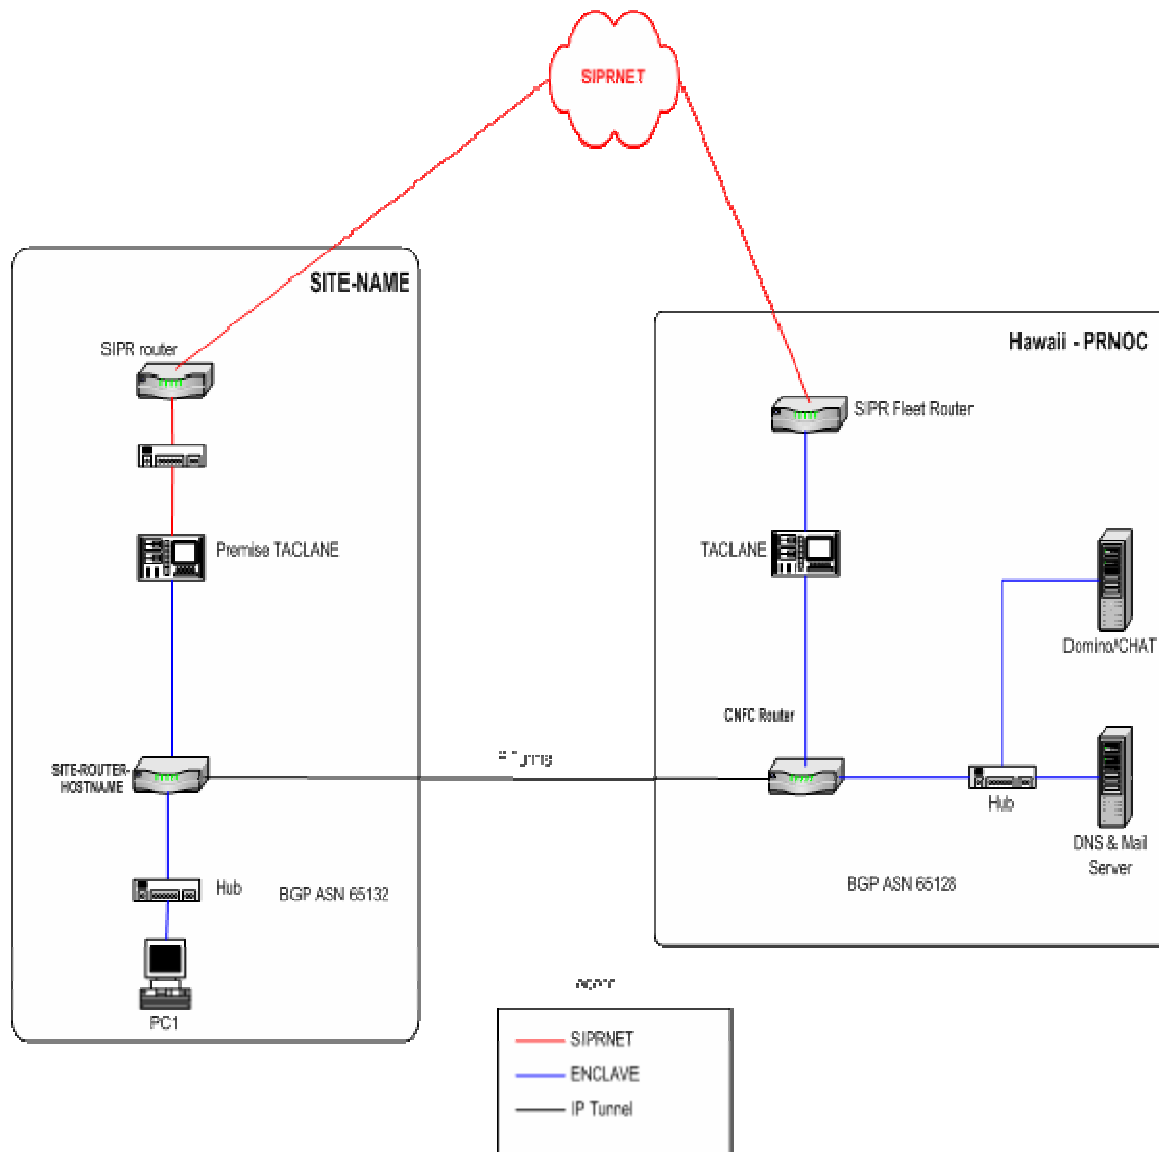 SIPRNET
SITE-NAME
SIPR router
Premise TACLANE
SITE-ROUTER-
HOSTNAME
Hub
BGP ASN 65132
PC1
Hawaii - PRNOC
SIPR Fleet Router
TACLANE
Domino/CHAT
CNFC Router
Hub
DNS & Mail
Server
BGP ASN 65128
SIPRNET
ENCLAVE
IP Tunnel